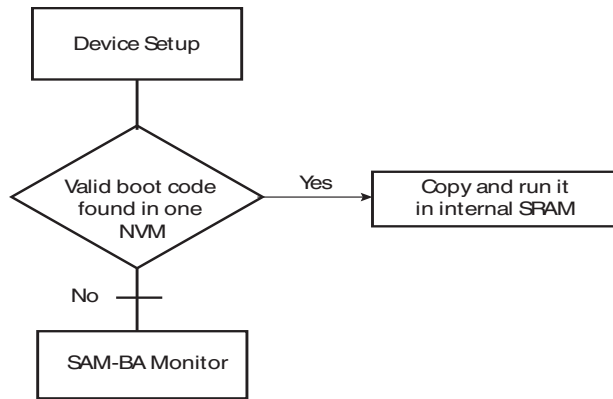 Device Setup
Valid boot code
found in one
NVM
Yes
Copy and run it
in internal SRAM
No
SAM-BA Monitor